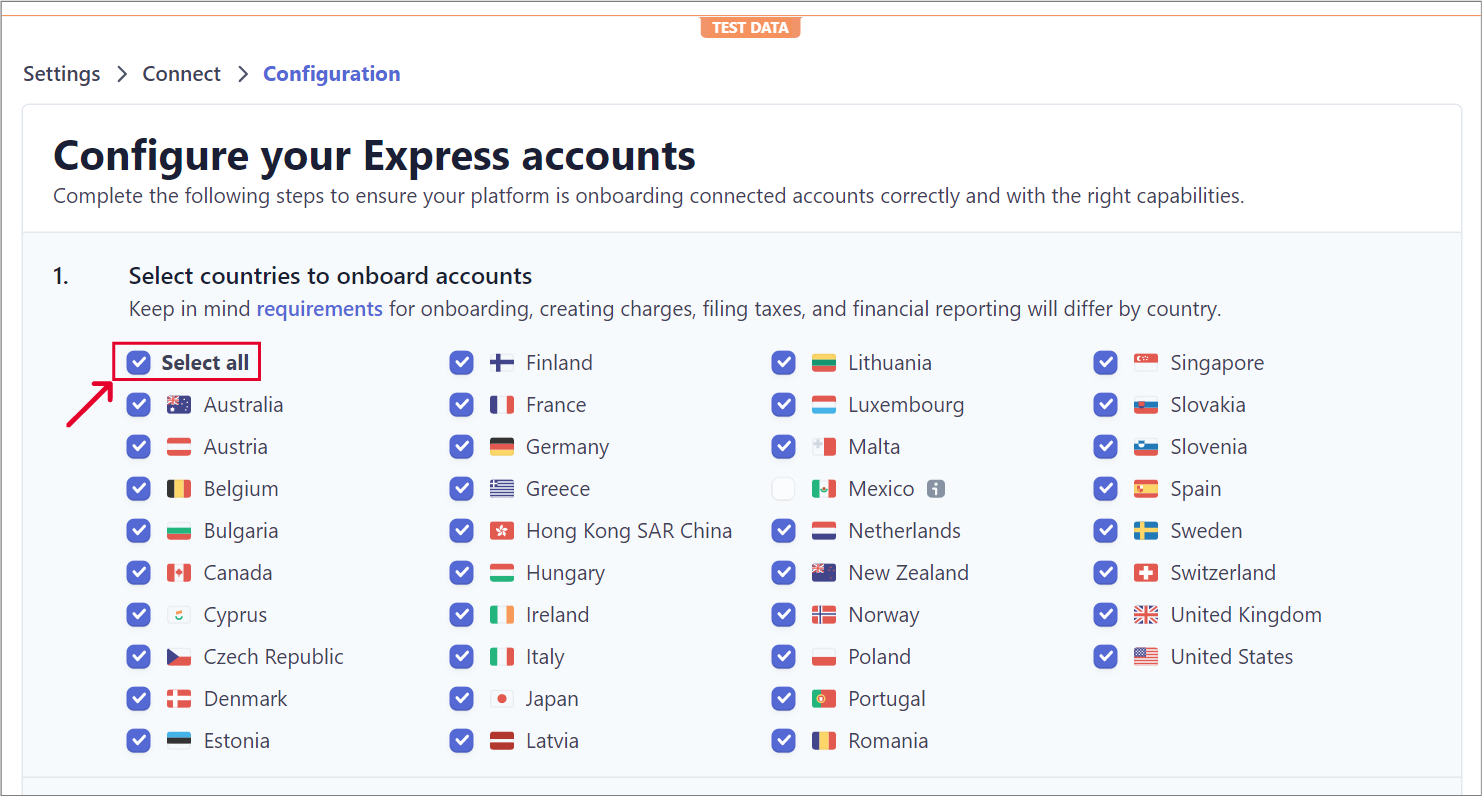 TEST DATA
Settings > Connect > Configuration
Configure your Express accounts
Complete the following steps to ensure your platform is onboarding connected accounts correctly and with the right capabilities.
1. Select countries to onboard accounts
Keep in mind requirements for onboarding, creating charges, filing taxes, and financial reporting will differ by country.
Select all
Australia
Austria
Belgium
Bulgaria
Canada
Cyprus
Czech Republic
Denmark
Estonia
Finland
France
Germany
Greece
Hong Kong SAR China
Hungary
Ireland
Italy
Japan
Latvia
Lithuania
Luxembourg
Malta
Mexico
Netherlands
New Zealand
Norway
Poland
Portugal
Romania
Singapore
Slovakia
Slovenia
Spain
Sweden
Switzerland
United Kingdom
United States